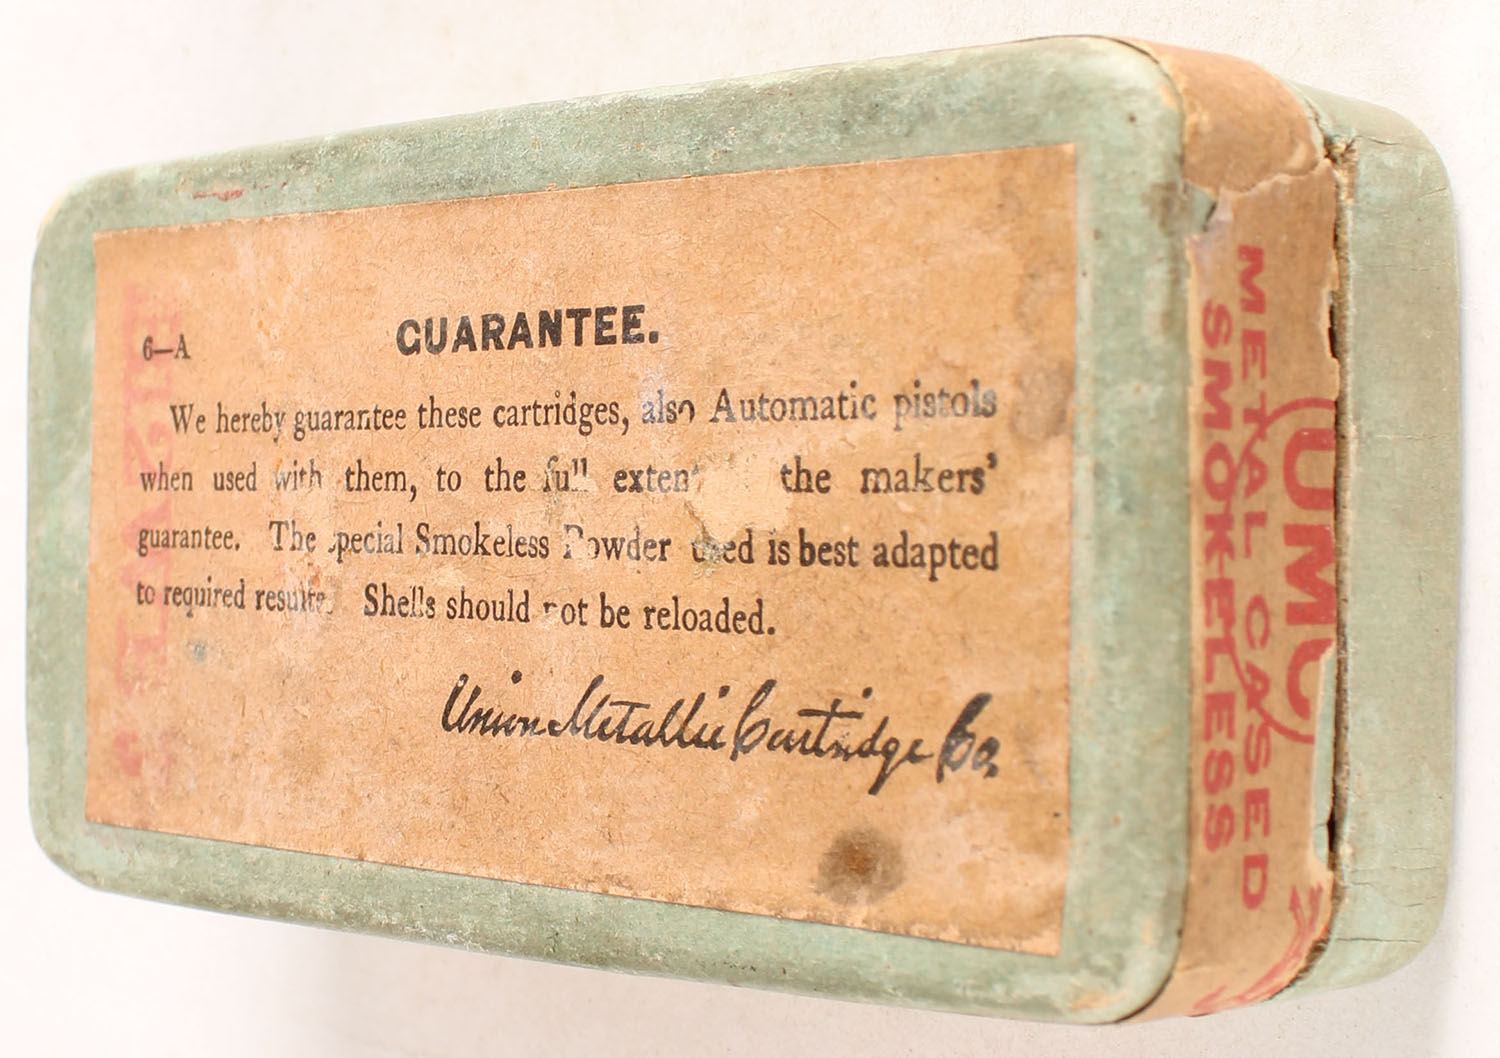 GUARANTEE.
6—A
We hereby guarantee these cartridges, also Automatic pistols
when used with them, to the full extent the makers'
guarantee. The special Smokeless Powder used is best adapted
to required results. Shells should not be reloaded.
Union Metallic Cartridge Co.
UMC
METAL CASED
SMOKELESS